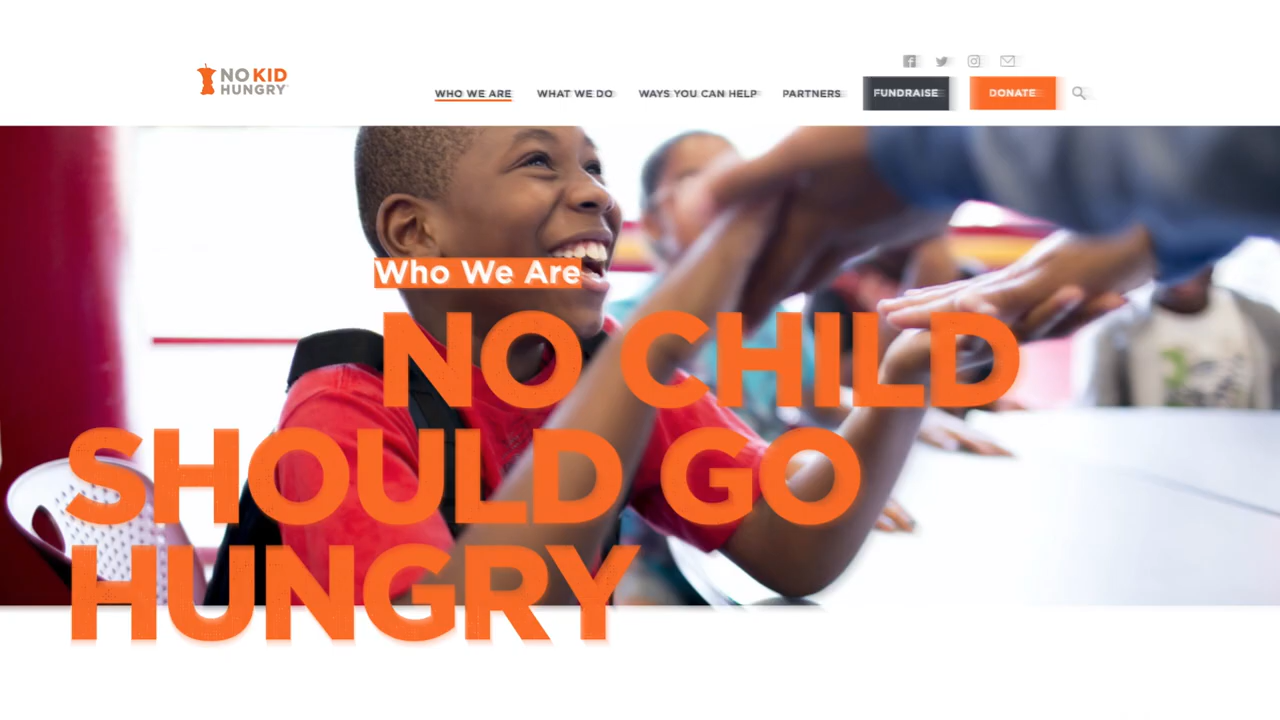 NO KID
HUNGRY
WHO WE ARE
WHAT WE DO
WAYS YOU CAN HELP
PARTNERS
FUNDRAISE
DONATE
Who We Are
NO CHILD
SHOULD GO
HUNGRY